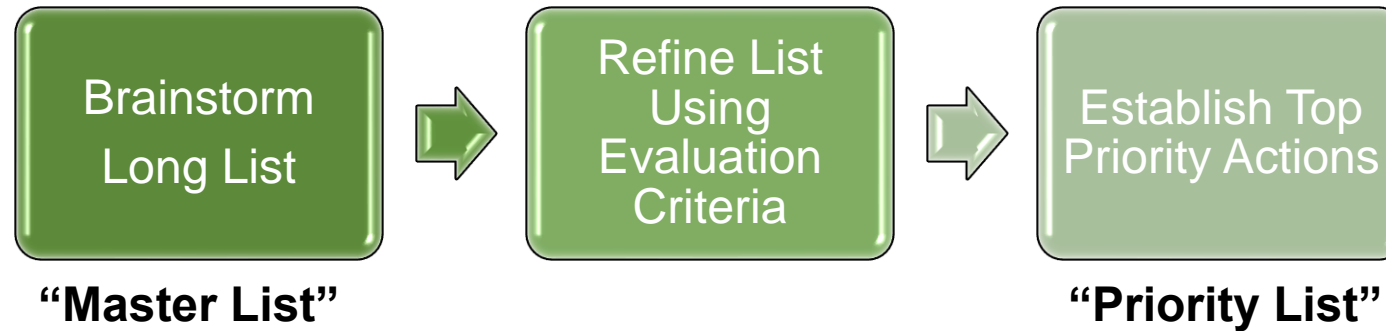 Brainstorm
Long List
Refine List
Using
Evaluation
Criteria
Establish Top
Priority Actions
“Master List”
“Priority List”